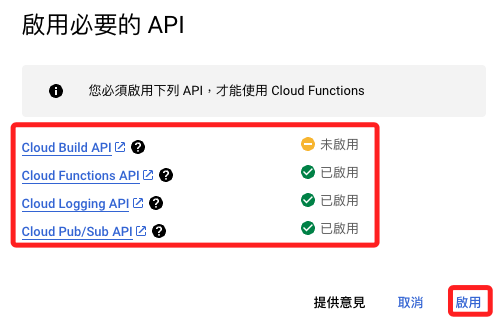 啟用必要的 API
您必須啟用下列 API，才能使用 Cloud Functions
Cloud Build API 未啟用
Cloud Functions API 已啟用
Cloud Logging API 已啟用
Cloud Pub/Sub API 已啟用
提供意見 取消 啟用